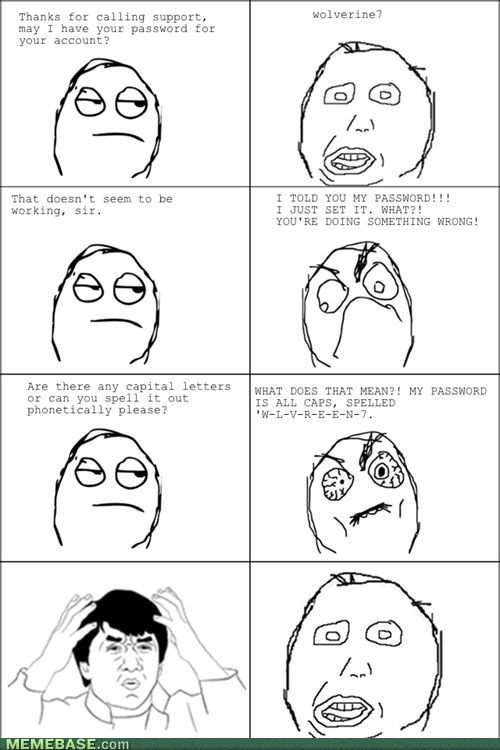 Thanks for calling support,
may I have your password for
your account?
wolverine7
That doesn't seem to be
working, sir.
I TOLD YOU MY PASSWORD!!!
I JUST SET IT. WHAT?!
YOU'RE DOING SOMETHING WRONG!
Are there any capital letters
or can you spell it out
phonetically please?
WHAT DOES THAT MEAN?! MY PASSWORD
IS ALL CAPS, SPELLED
'W-L-V-R-E-E-N-7.
MEMEBASE.com